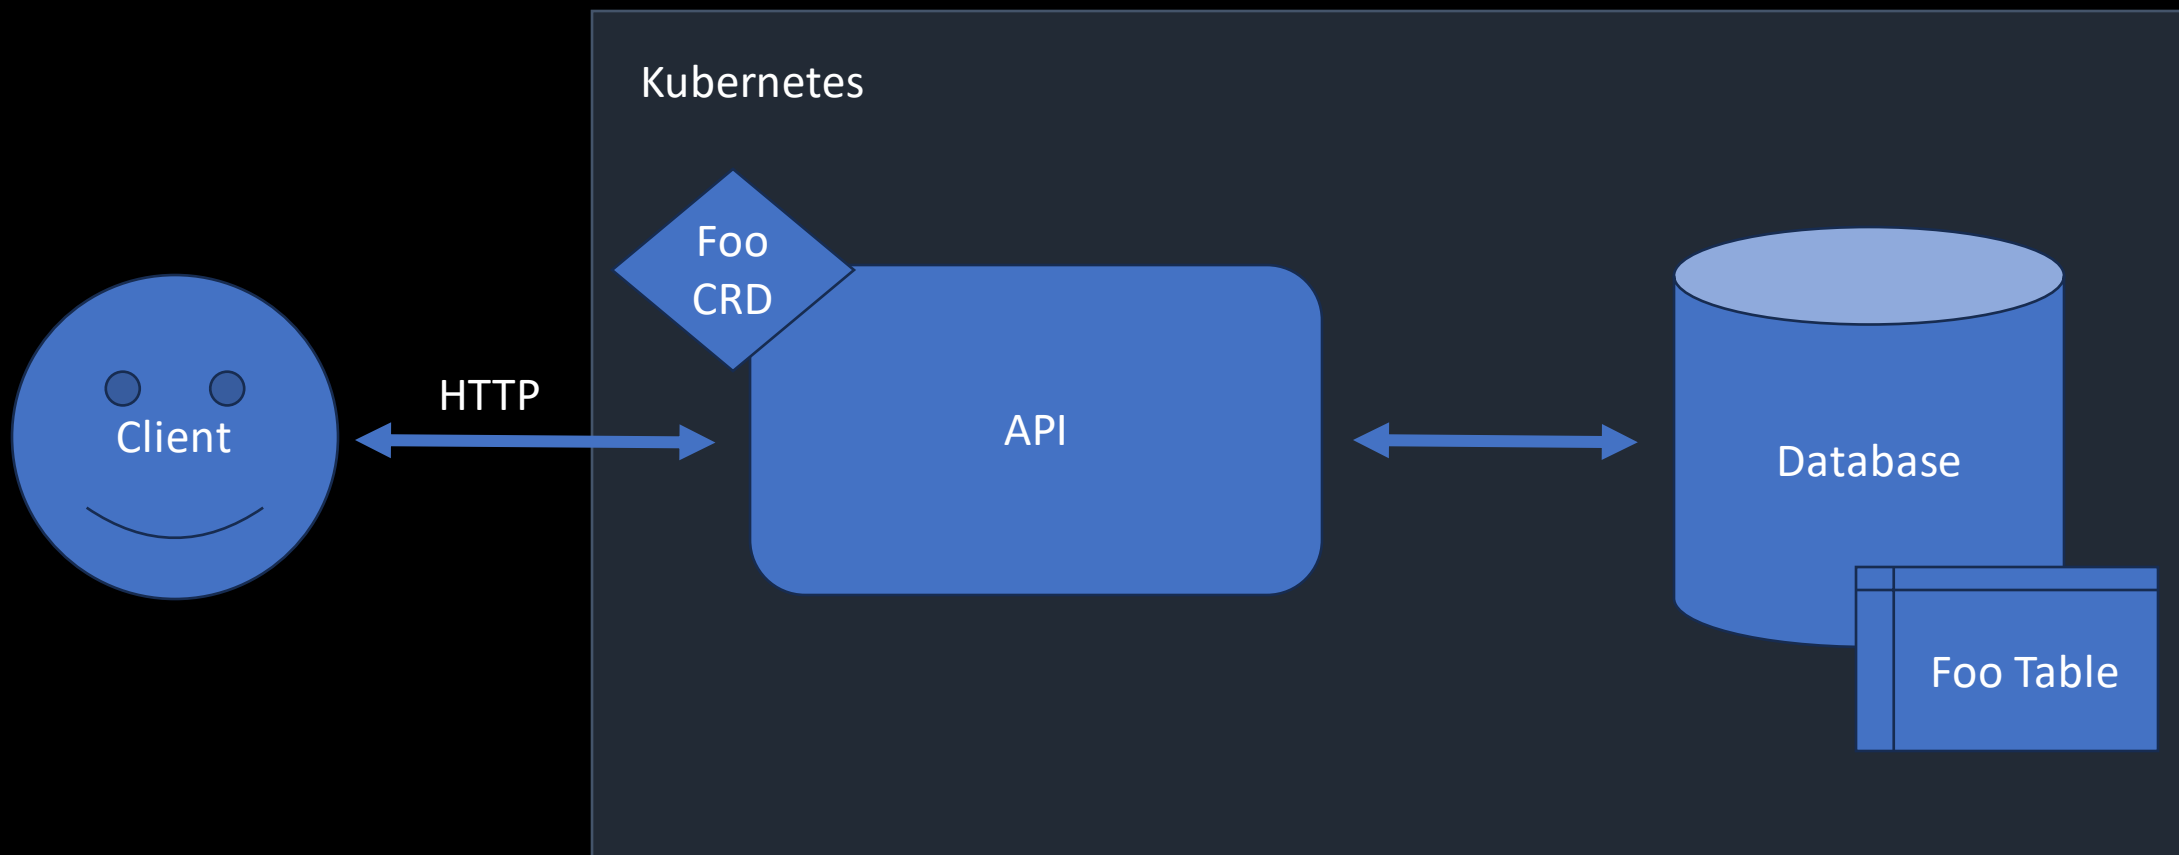 Kubernetes
Foo
CRD
HTTP
Client
API
Database
Foo Table